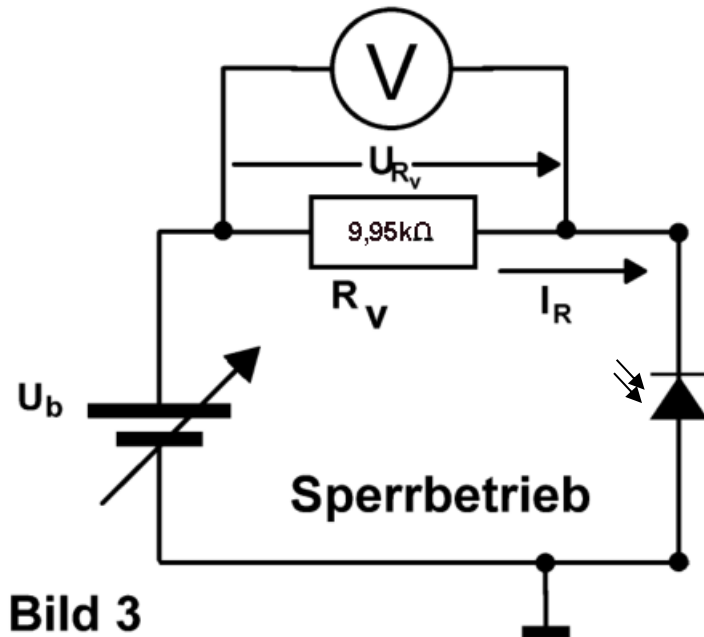 V
U_Rv
9,95kΩ
R_v
I_R
U_b
Sperrbetrieb
Bild 3